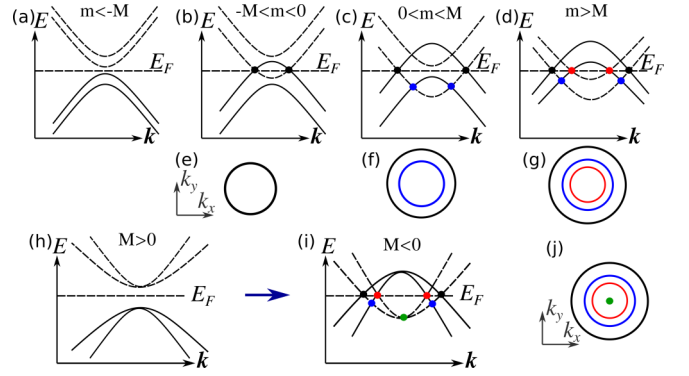 (a) m<-M
E
E_F
k
(b) -M<m<0
E
E_F
k
(c) 0<m<M
E
E_F
k
(d) m>M
E
E_F
k
(e)
k_y
k_x
(f)
(g)
(h) M>0
E
E_F
k
(i) M<0
E
E_F
k
(j)
k_y
k_x